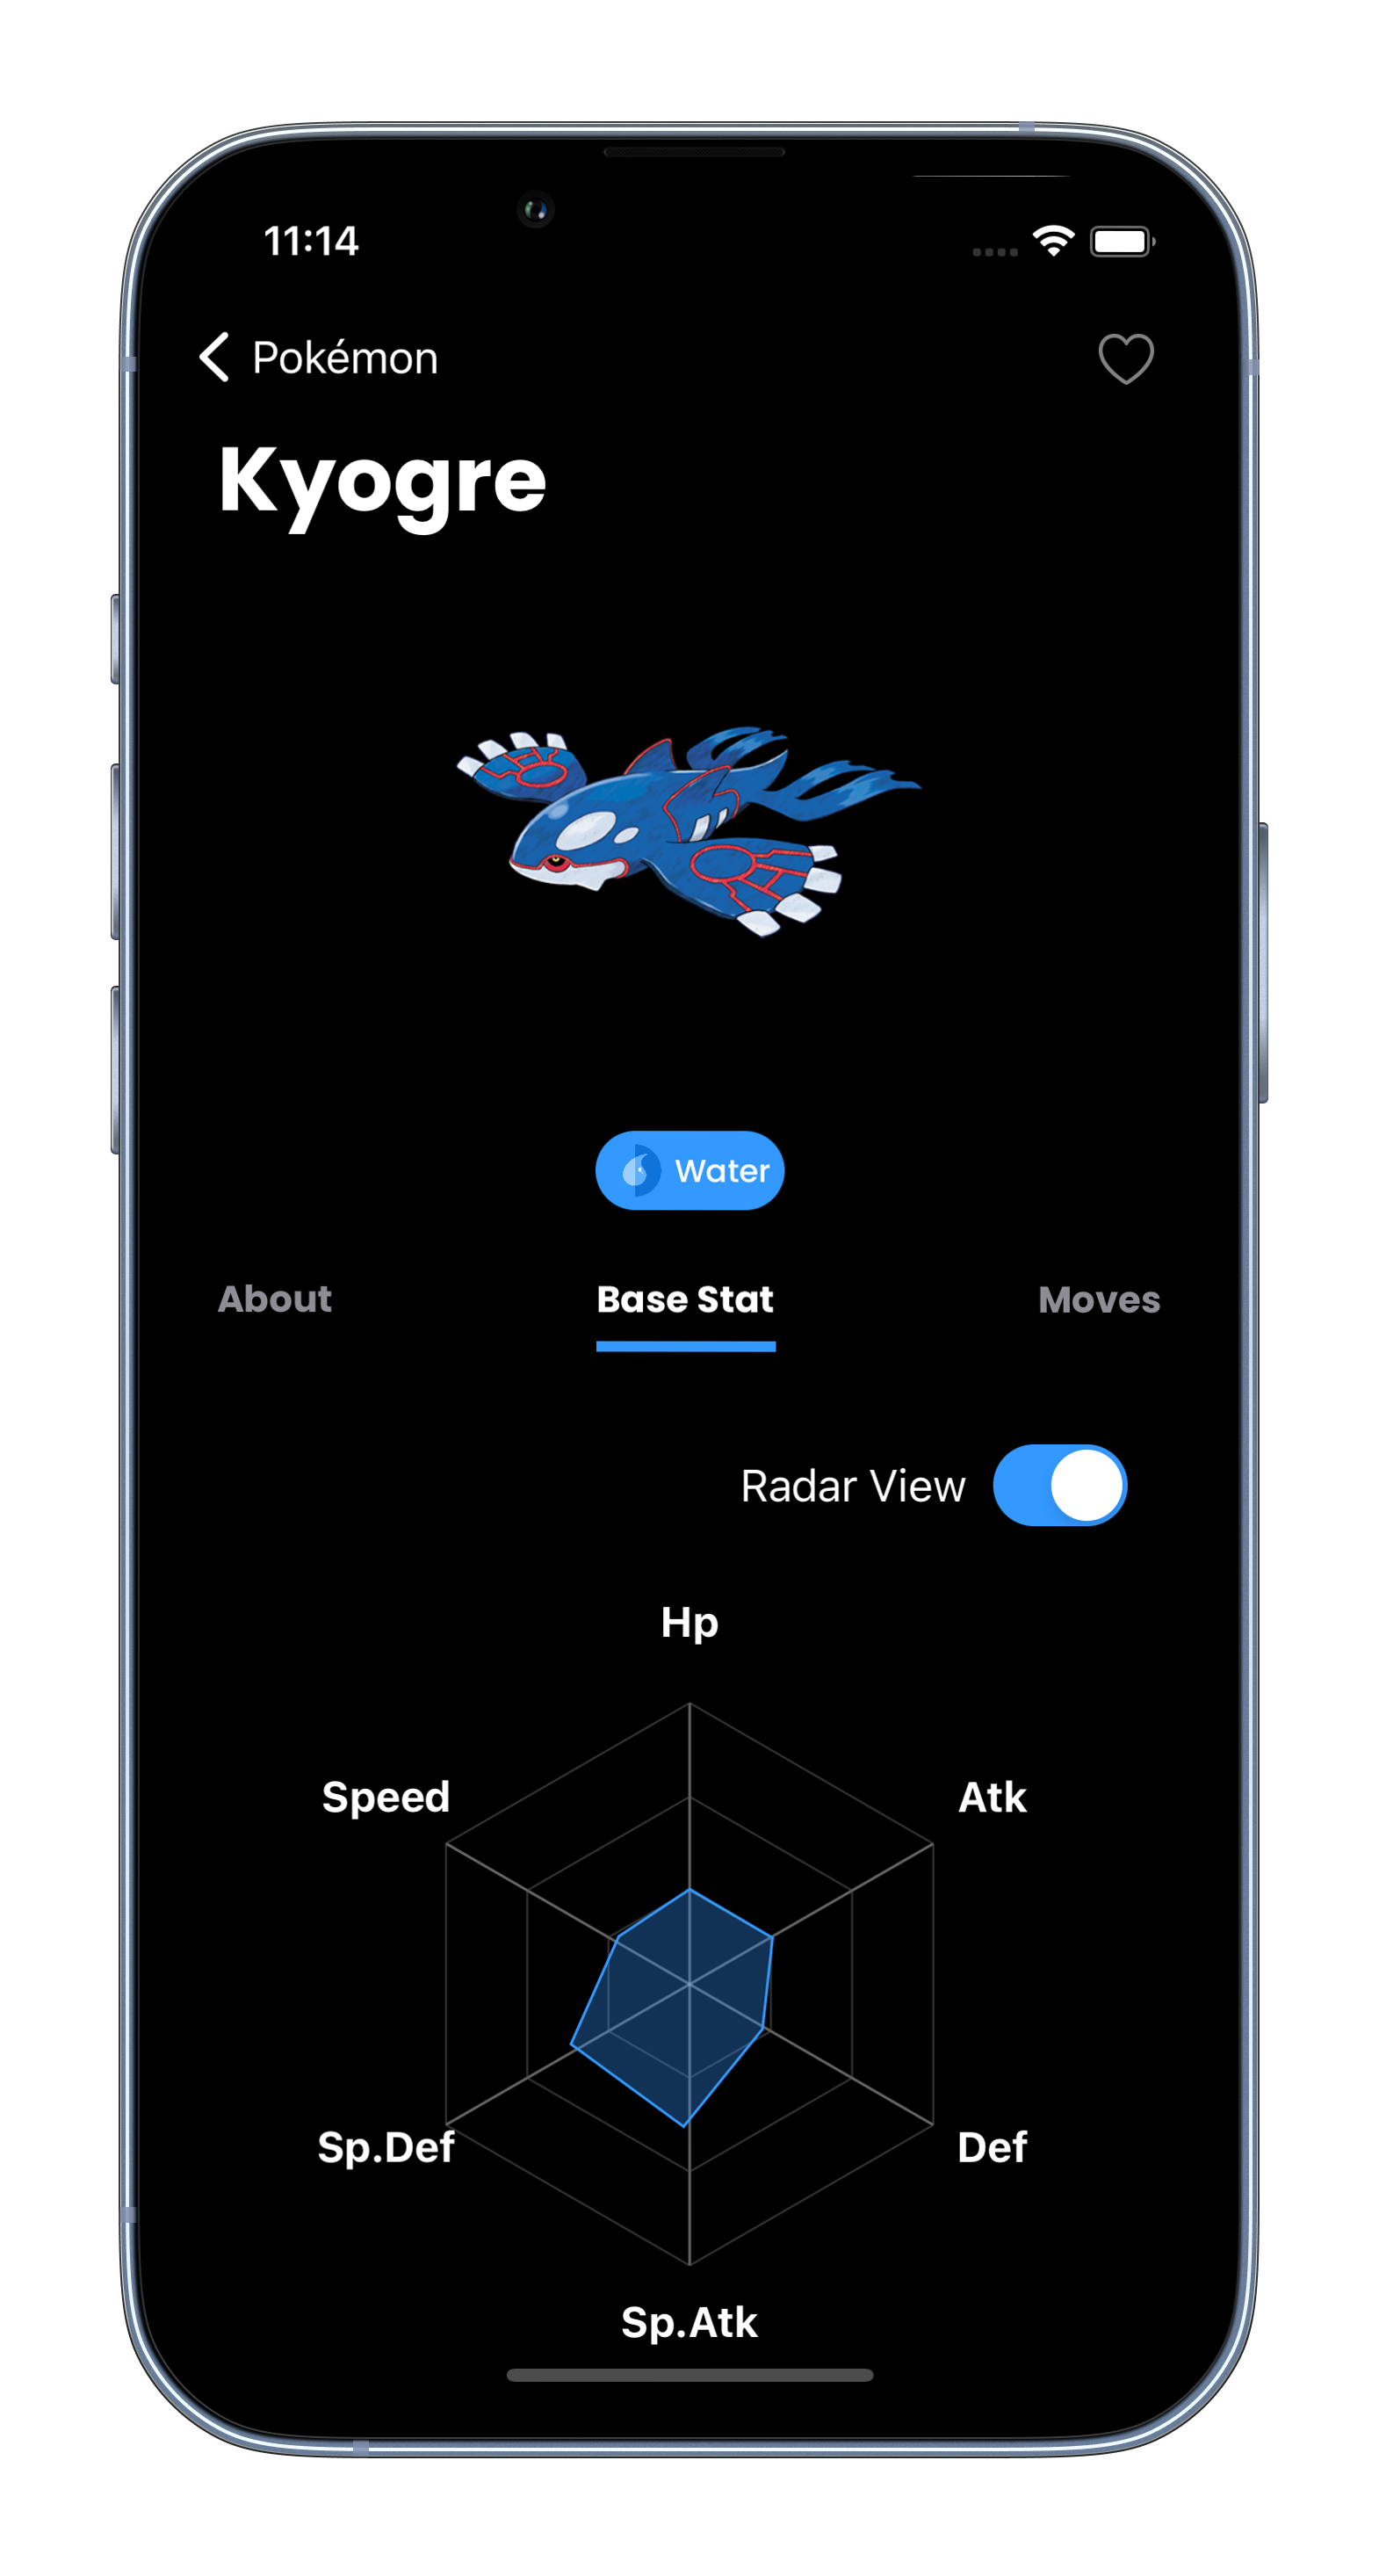 11:14
Pokémon
Kyogre
Water
About Base Stat Moves
Radar View
Hp
Speed Atk
Sp.Def Def
Sp.Atk